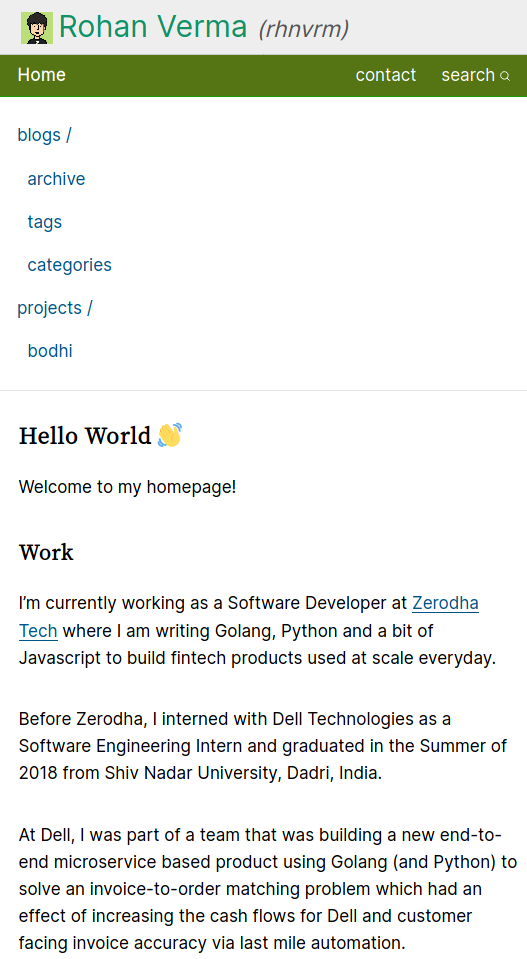 Rohan Verma (rhnvrm)
Home contact search
blogs /
archive
tags
categories
projects /
bodhi
Hello World 👋
Welcome to my homepage!
Work
I’m currently working as a Software Developer at Zerodha
Tech where I am writing Golang, Python and a bit of
Javascript to build fintech products used at scale everyday.
Before Zerodha, I interned with Dell Technologies as a
Software Engineering Intern and graduated in the Summer of
2018 from Shiv Nadar University, Dadri, India.
At Dell, I was part of a team that was building a new end-to-
end microservice based product using Golang (and Python) to
solve an invoice-to-order matching problem which had an
effect of increasing the cash flows for Dell and customer
facing invoice accuracy via last mile automation.